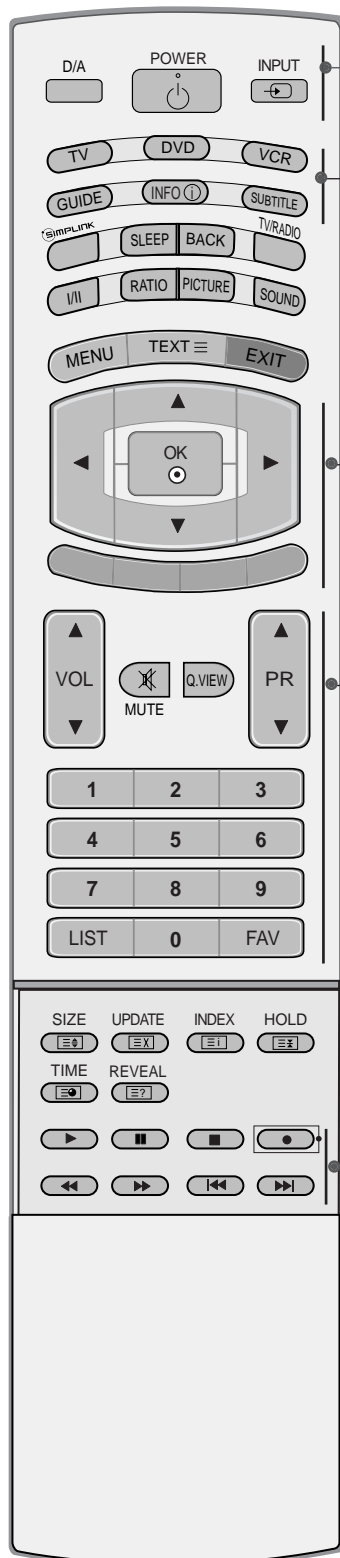 D/A POWER INPUT
TV DVD VCR
GUIDE INFO i SUBTITLE
SIMPLINK SLEEP BACK TV/RADIO
I/II RATIO PICTURE SOUND
MENU TEXT EXIT
OK
VOL MUTE Q.VIEW PR
1 2 3
4 5 6
7 8 9
LIST 0 FAV
SIZE UPDATE INDEX HOLD
X i
TIME REVEAL
?